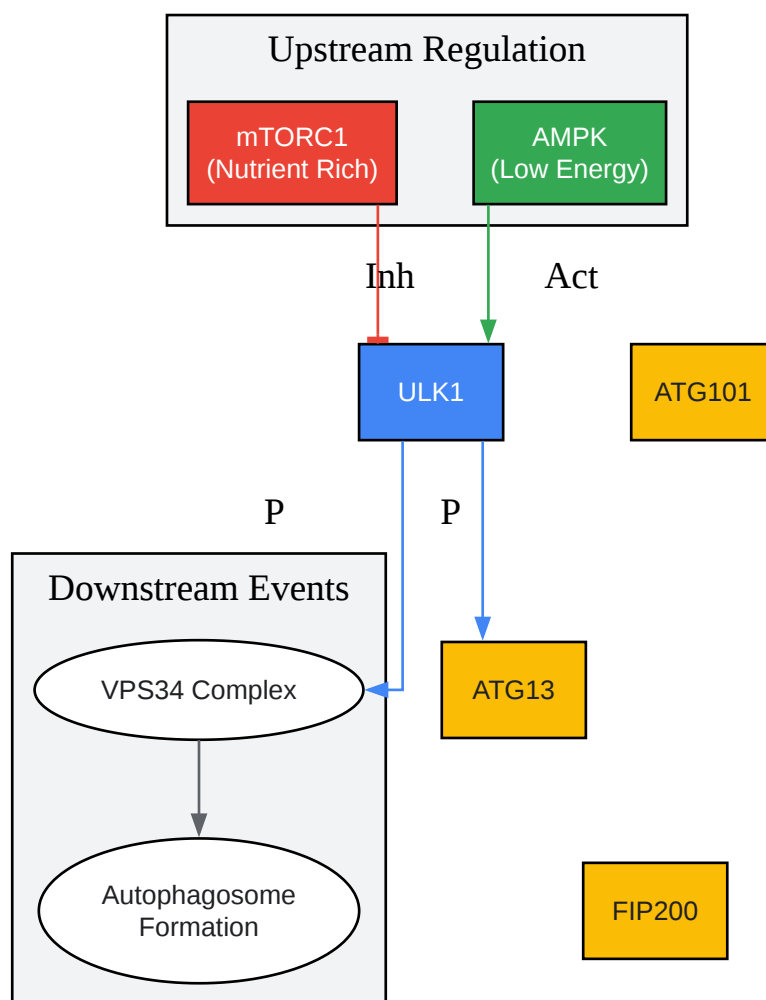 Upstream Regulation
mTORC1
(Nutrient Rich)
AMPK
(Low Energy)
Inh
Act
ULK1
ATG101
P
P
Downstream Events
VPS34 Complex
ATG13
Autophagosome
Formation
FIP200